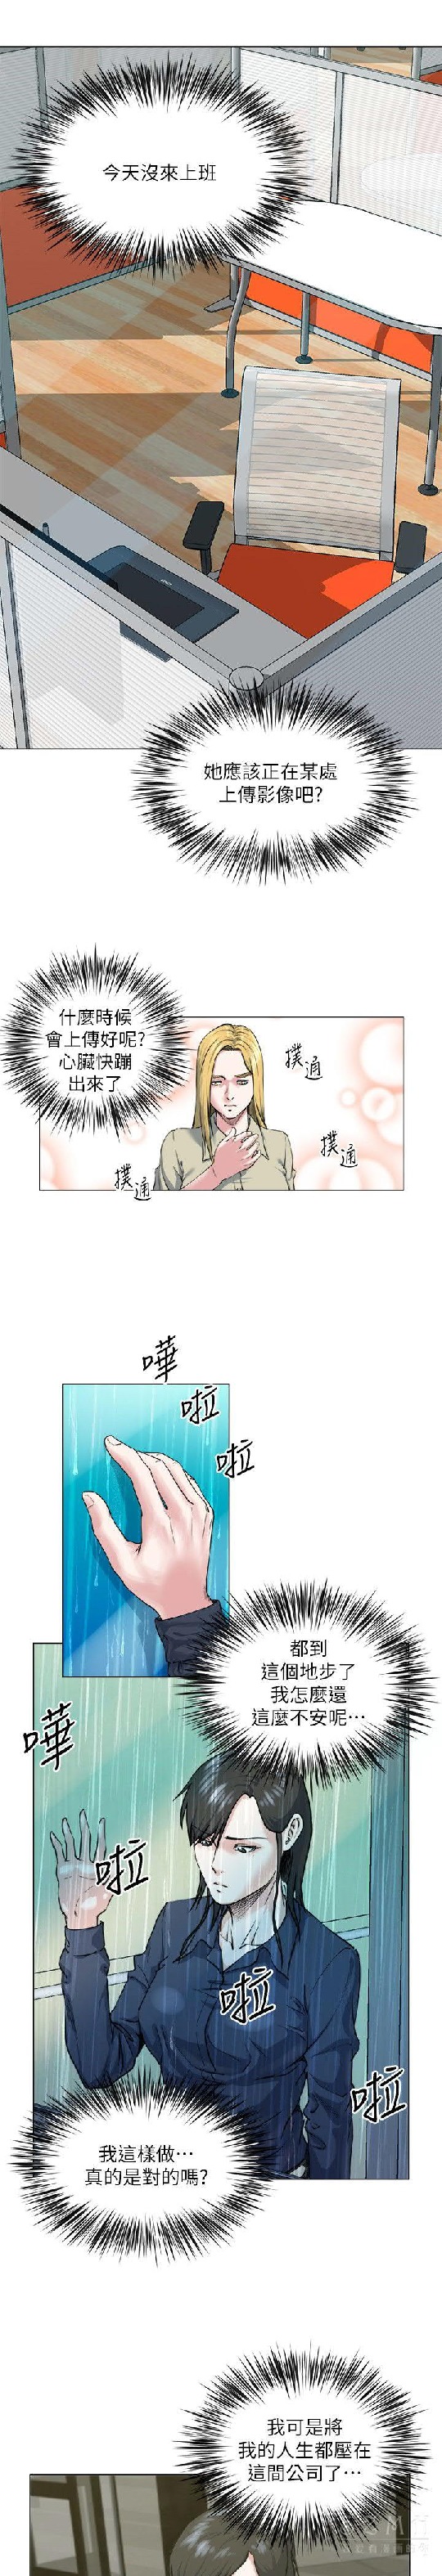 今天沒來上班
她應該正在某處
上傳影像吧?
什麼時候
會上傳好呢?
心臟快蹦
出來了
撲通
撲通
撲通
嘩
啦
啦
都到
這個地步了
我怎麼還
這麼不安呢…
嘩
啦
啦
啦
我這樣做…
真的是對的嗎?
我可是將
我的人生都壓在
這間公司了…